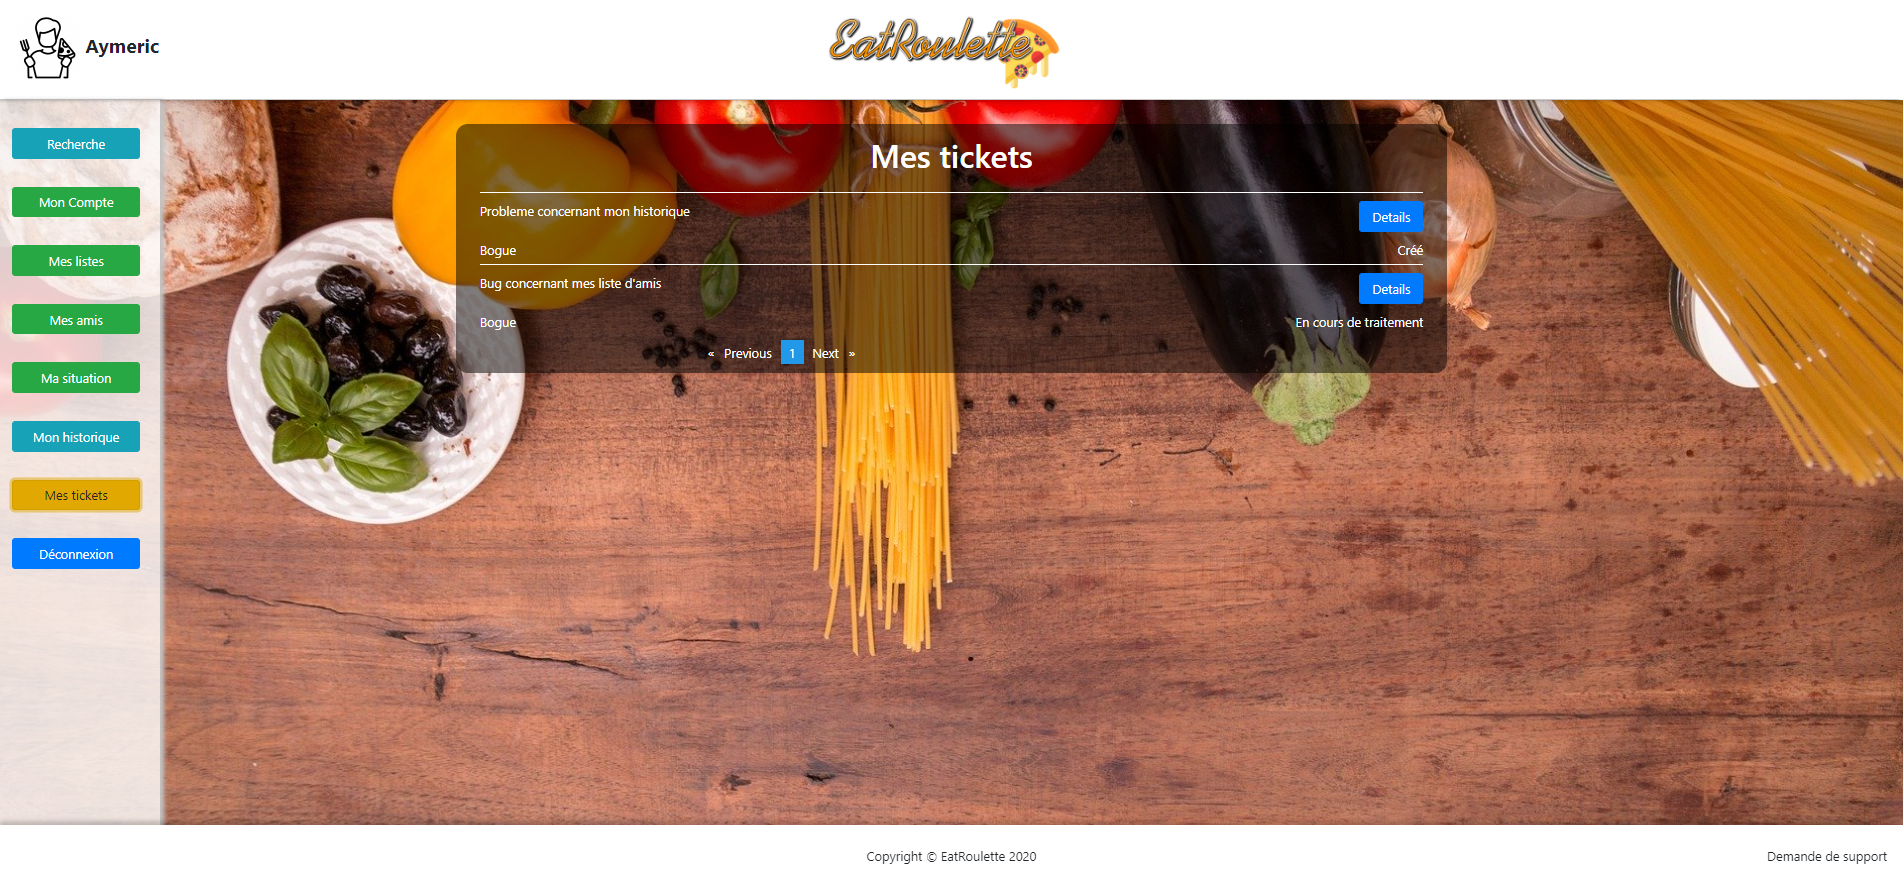 Aymeric
EatRoulette
Recherche
Mon Compte
Mes listes
Mes amis
Ma situation
Mon historique
Mes tickets
Déconnexion
Mes tickets
Probleme concernant mon historique
Details
Bogue
Créé
Bug concernant mes liste d'amis
Details
Bogue
En cours de traitement
« Previous 1 Next »
Copyright © EatRoulette 2020
Demande de support